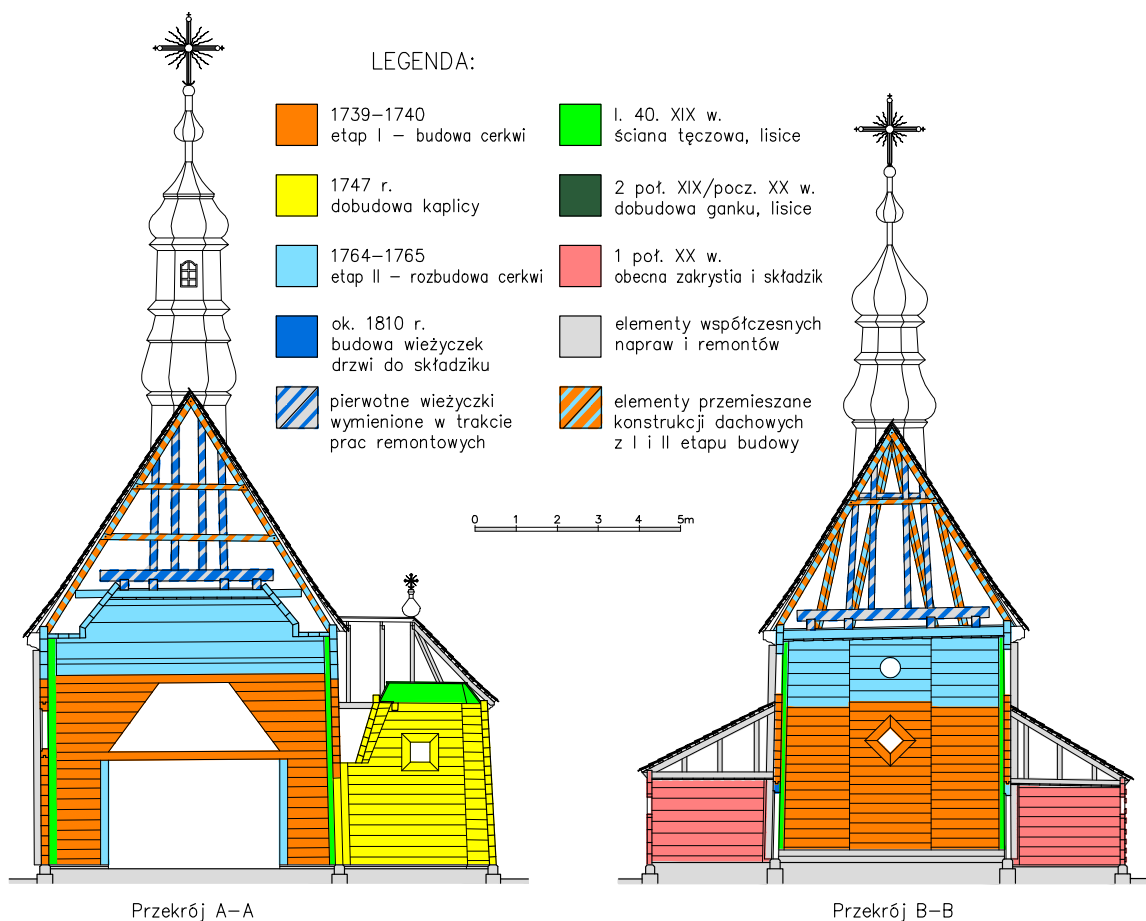 LEGENDA:
1739–1740
etap I – budowa cerkwi
1747 r.
dobudowa kaplicy
1764–1765
etap II – rozbudowa cerkwi
ok. 1810 r.
budowa wieżyczek
drzwi do składziku
pierwotne wieżyczki
wymienione w trakcie
prac remontowych
l. 40. XIX w.
ściana tęczowa, lisice
2 poł. XIX/pocz. XX w.
dobudowa ganku, lisice
1 poł. XX w.
obecna zakrystia i składzik
elementy współczesnych
napraw i remontów
elementy przemieszane
konstrukcji dachowych
z I i II etapu budowy
0 1 2 3 4 5m
Przekrój A–A
Przekrój B–B